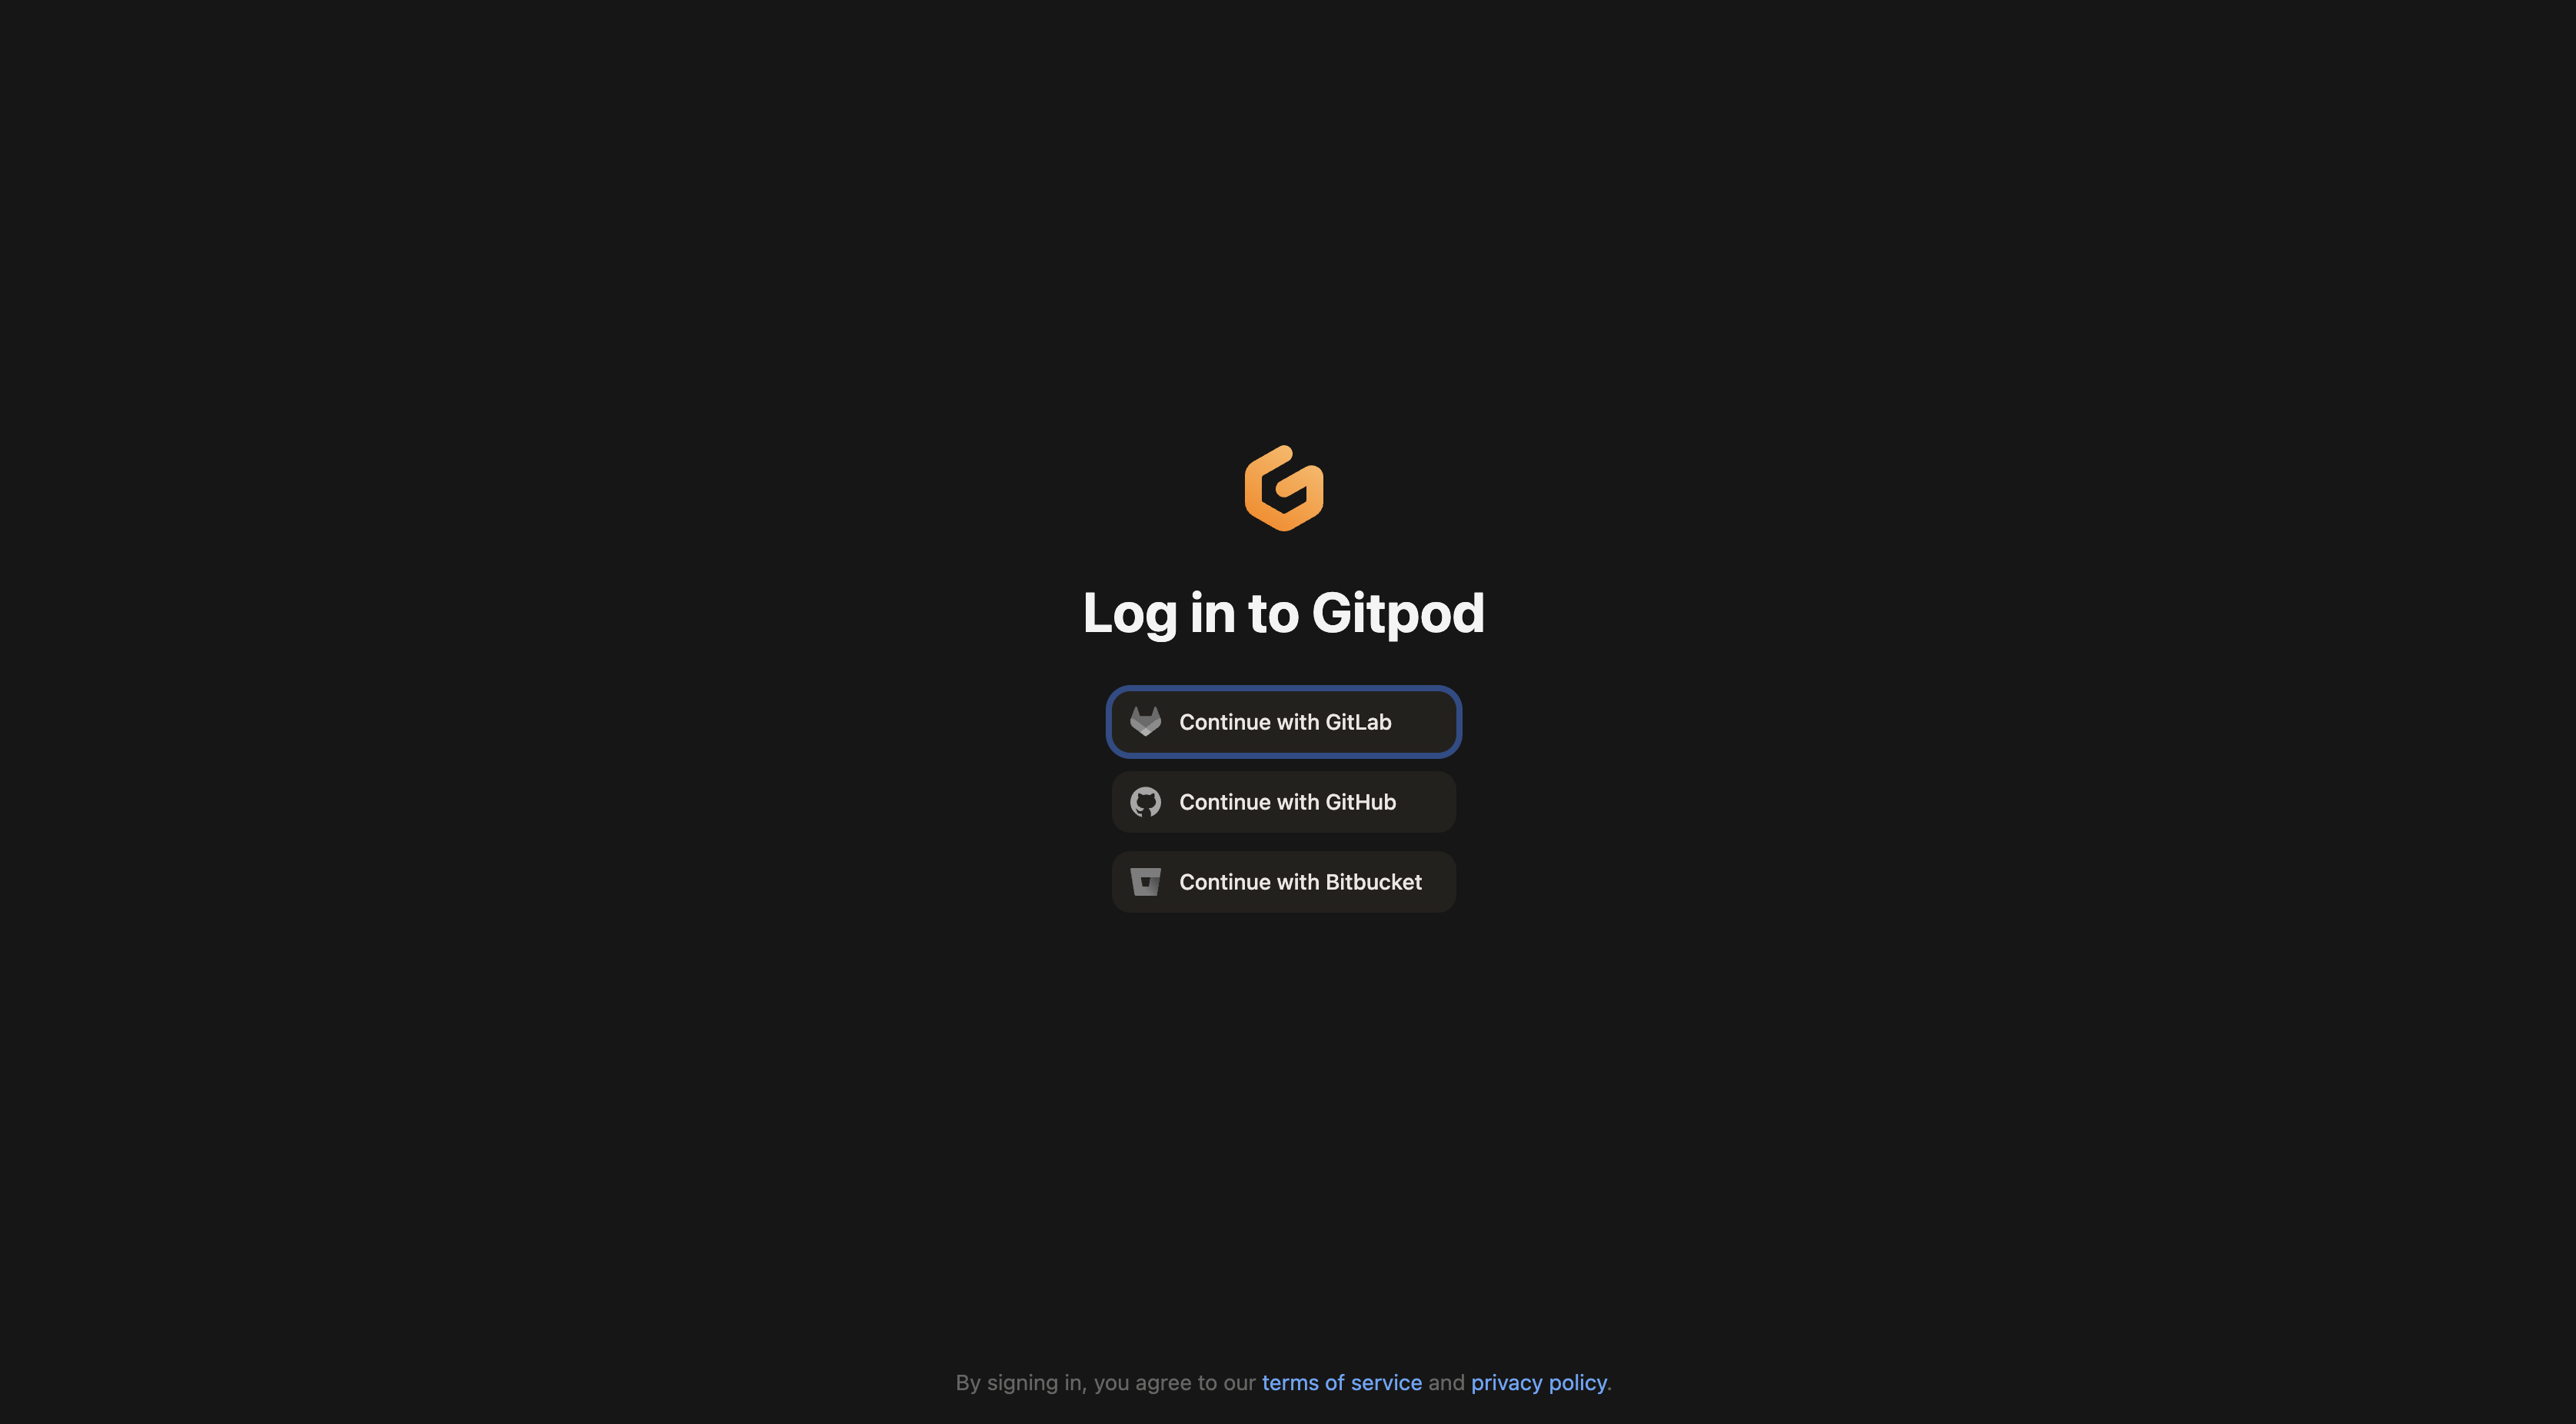 Log in to Gitpod
Continue with GitLab
Continue with GitHub
Continue with Bitbucket
By signing in, you agree to our terms of service and privacy policy.